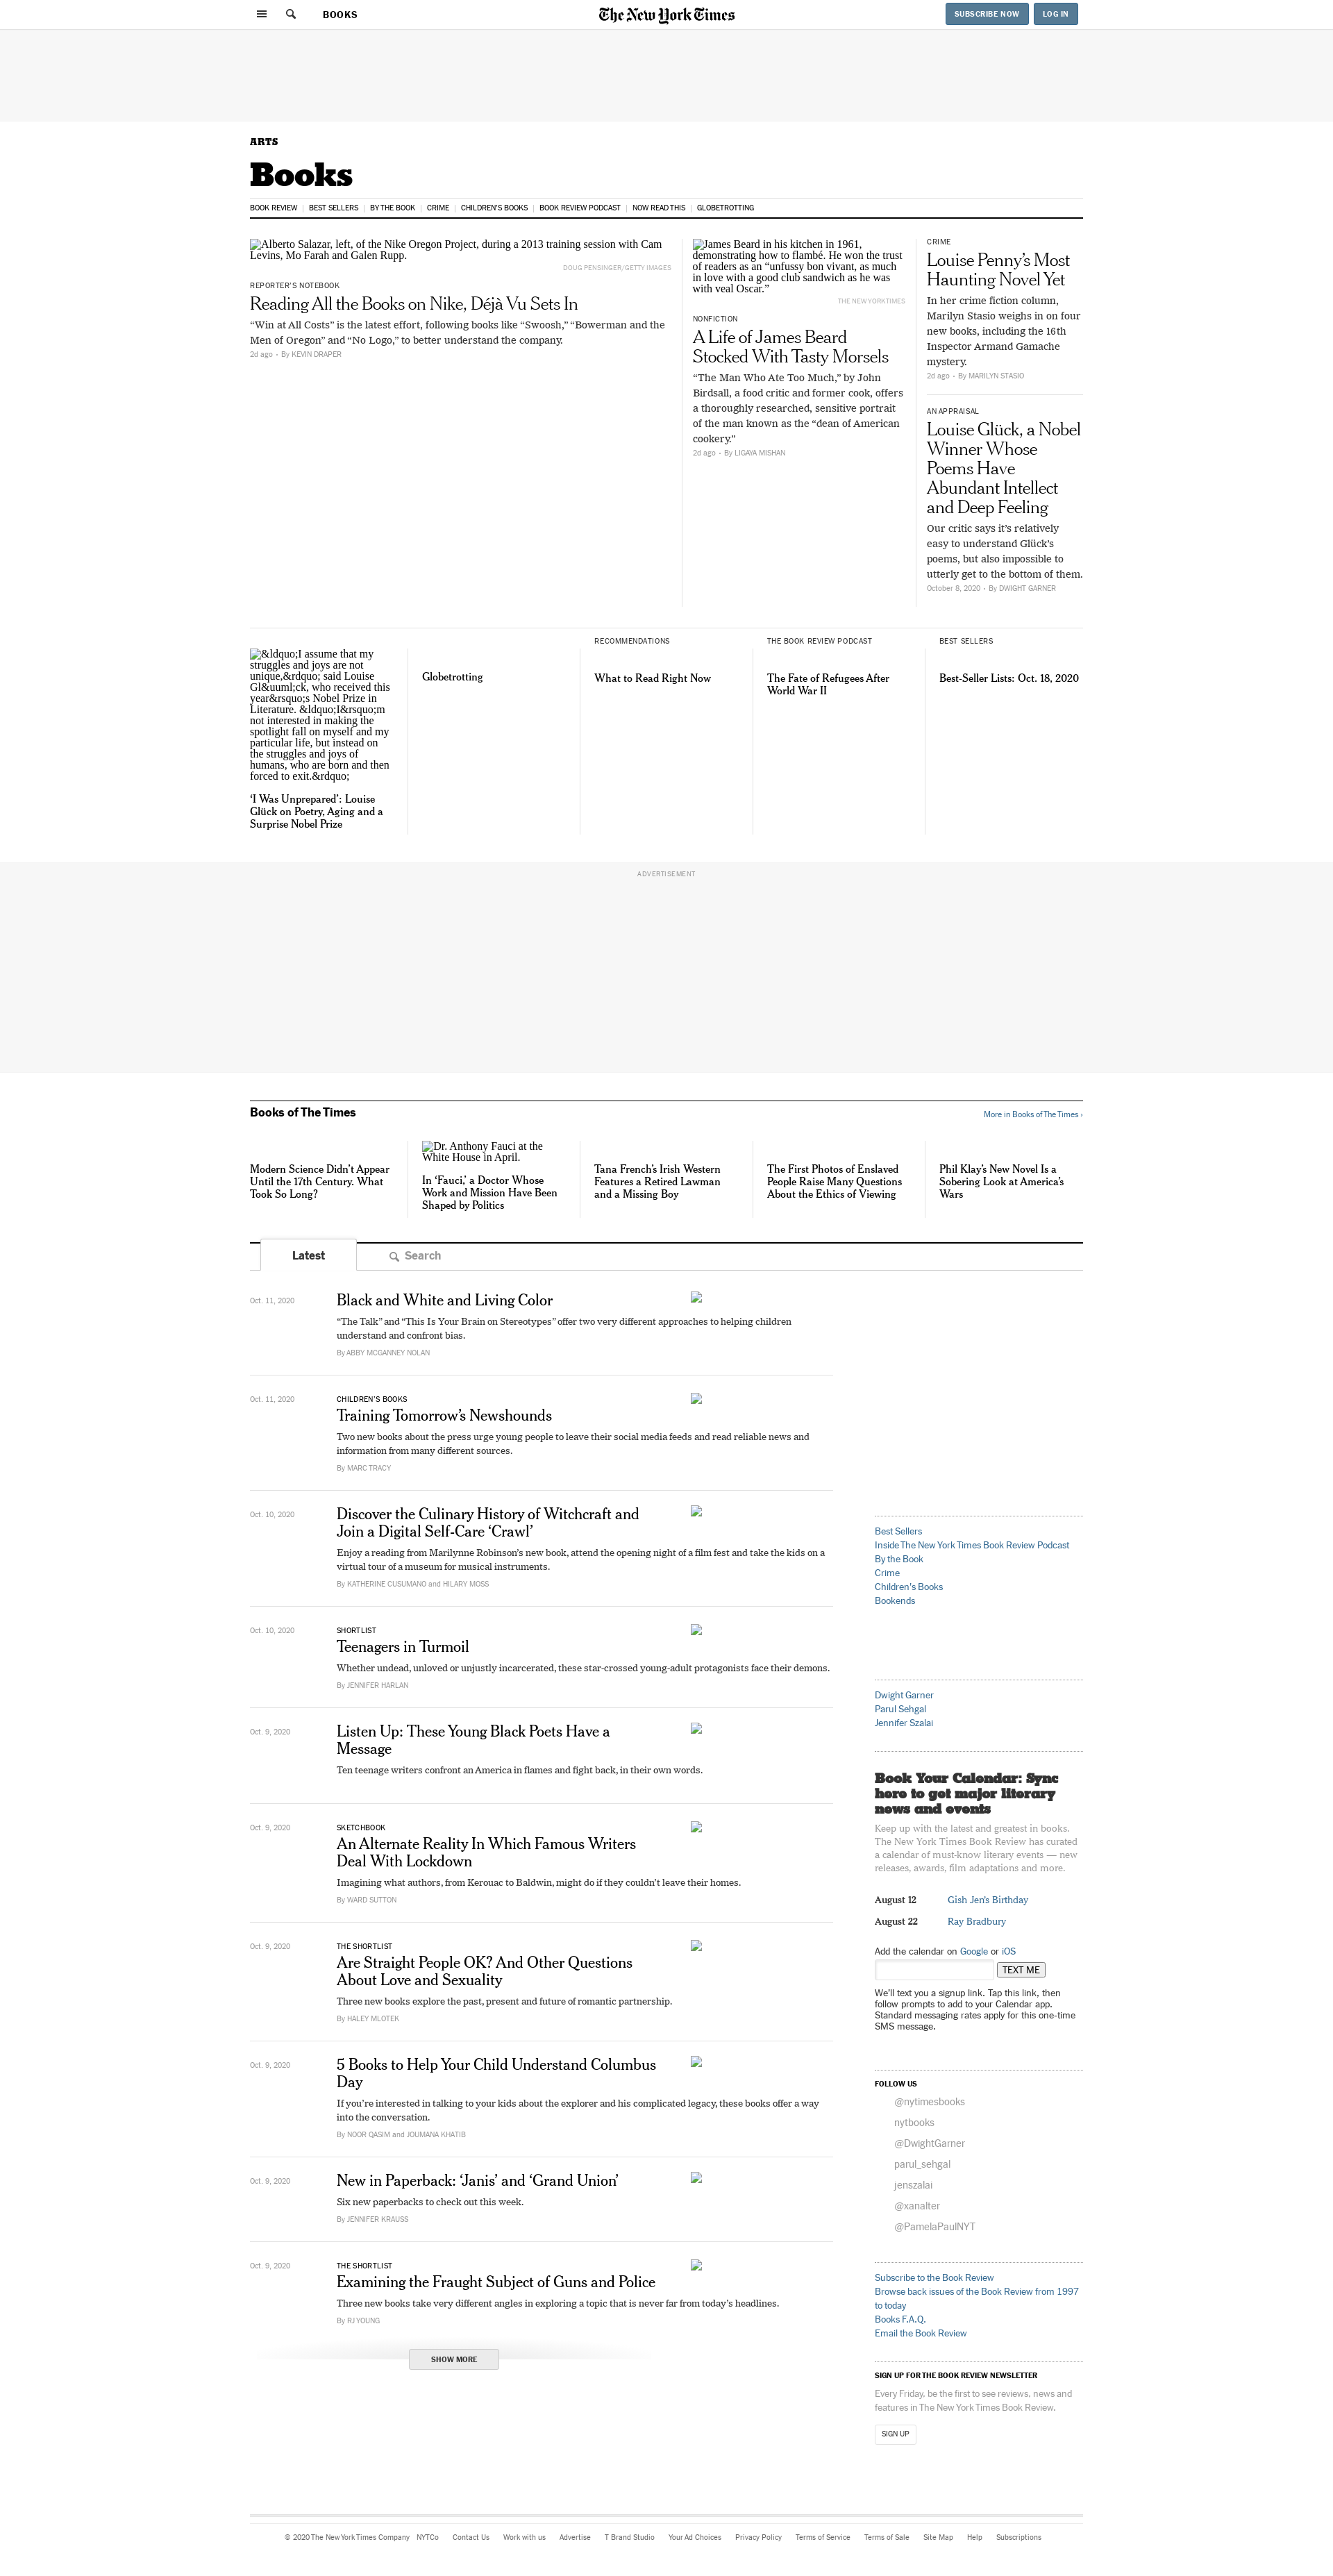 BOOKS
The New York Times
SUBSCRIBE NOW
LOG IN
ARTS
Books
BOOK REVIEW
BEST SELLERS
BY THE BOOK
CRIME
CHILDREN'S BOOKS
BOOK REVIEW PODCAST
NOW READ THIS
GLOBETROTTING
Alberto Salazar, left, of the Nike Oregon Project, during a 2013 training session with Cam
Levins, Mo Farah and Galen Rupp.
DOUG PENSINGER/GETTY IMAGES
REPORTER'S NOTEBOOK
Reading All the Books on Nike, Déjà Vu Sets In
“Win at All Costs” is the latest effort, following books like “Swoosh,” “Bowerman and the
Men of Oregon” and “No Logo,” to better understand the company.
2d ago • By KEVIN DRAPER
James Beard in his kitchen in 1961,
demonstrating how to flambé. He won the trust
of readers as an “unfussy bon vivant, as much
in love with a good club sandwich as he was
with veal Oscar.”
THE NEW YORK TIMES
NONFICTION
A Life of James Beard
Stocked With Tasty Morsels
“The Man Who Ate Too Much,” by John
Birdsall, a food critic and former cook, offers
a thoroughly researched, sensitive portrait
of the man known as the “dean of American
cookery.”
2d ago • By LIGAYA MISHAN
CRIME
Louise Penny’s Most
Haunting Novel Yet
In her crime fiction column,
Marilyn Stasio weighs in on four
new books, including the 16th
Inspector Armand Gamache
mystery.
2d ago • By MARILYN STASIO
AN APPRAISAL
Louise Glück, a Nobel
Winner Whose
Poems Have
Abundant Intellect
and Deep Feeling
Our critic says it’s relatively
easy to understand Glück’s
poems, but also impossible to
utterly get to the bottom of them.
October 8, 2020 • By DWIGHT GARNER
&ldquo;I assume that my
struggles and joys are not
unique,&rdquo; said Louise
Gl&uuml;ck, who received this
year&rsquo;s Nobel Prize in
Literature. &ldquo;I&rsquo;m
not interested in making the
spotlight fall on myself and my
particular life, but instead on
the struggles and joys of
humans, who are born and then
forced to exit.&rdquo;
‘I Was Unprepared’: Louise
Glück on Poetry, Aging and a
Surprise Nobel Prize
Globetrotting
RECOMMENDATIONS
What to Read Right Now
THE BOOK REVIEW PODCAST
The Fate of Refugees After
World War II
BEST SELLERS
Best-Seller Lists: Oct. 18, 2020
ADVERTISEMENT
Books of The Times
More in Books of The Times ›
Modern Science Didn’t Appear
Until the 17th Century. What
Took So Long?
Dr. Anthony Fauci at the
White House in April.
In ‘Fauci,’ a Doctor Whose
Work and Mission Have Been
Shaped by Politics
Tana French’s Irish Western
Features a Retired Lawman
and a Missing Boy
The First Photos of Enslaved
People Raise Many Questions
About the Ethics of Viewing
Phil Klay’s New Novel Is a
Sobering Look at America’s
Wars
Latest
Search
Oct. 11, 2020
Black and White and Living Color
“The Talk” and “This Is Your Brain on Stereotypes” offer two very different approaches to helping children
understand and confront bias.
By ABBY MCGANNEY NOLAN
Oct. 11, 2020
CHILDREN’S BOOKS
Training Tomorrow’s Newshounds
Two new books about the press urge young people to leave their social media feeds and read reliable news and
information from many different sources.
By MARC TRACY
Oct. 10, 2020
Discover the Culinary History of Witchcraft and
Join a Digital Self-Care ‘Crawl’
Enjoy a reading from Marilynne Robinson’s new book, attend the opening night of a film fest and take the kids on a
virtual tour of a museum for musical instruments.
By KATHERINE CUSUMANO and HILARY MOSS
Oct. 10, 2020
SHORTLIST
Teenagers in Turmoil
Whether undead, unloved or unjustly incarcerated, these star-crossed young-adult protagonists face their demons.
By JENNIFER HARLAN
Oct. 9, 2020
Listen Up: These Young Black Poets Have a
Message
Ten teenage writers confront an America in flames and fight back, in their own words.
Oct. 9, 2020
SKETCHBOOK
An Alternate Reality In Which Famous Writers
Deal With Lockdown
Imagining what authors, from Kerouac to Baldwin, might do if they couldn’t leave their homes.
By WARD SUTTON
Oct. 9, 2020
THE SHORTLIST
Are Straight People OK? And Other Questions
About Love and Sexuality
Three new books explore the past, present and future of romantic partnership.
By HALEY MLOTEK
Oct. 9, 2020
5 Books to Help Your Child Understand Columbus
Day
If you’re interested in talking to your kids about the explorer and his complicated legacy, these books offer a way
into the conversation.
By NOOR QASIM and JOUMANA KHATIB
Oct. 9, 2020
New in Paperback: ‘Janis’ and ‘Grand Union’
Six new paperbacks to check out this week.
By JENNIFER KRAUSS
Oct. 9, 2020
THE SHORTLIST
Examining the Fraught Subject of Guns and Police
Three new books take very different angles in exploring a topic that is never far from today’s headlines.
By RJ YOUNG
SHOW MORE
Best Sellers
Inside The New York Times Book Review Podcast
By the Book
Crime
Children's Books
Bookends
Dwight Garner
Parul Sehgal
Jennifer Szalai
Book Your Calendar: Sync
here to get major literary
news and events
Keep up with the latest and greatest in books.
The New York Times Book Review has curated
a calendar of must-know literary events — new
releases, awards, film adaptations and more.
August 12 Gish Jen's Birthday
August 22 Ray Bradbury
Add the calendar on Google or iOS
TEXT ME
We’ll text you a signup link. Tap this link, then
follow prompts to add to your Calendar app.
Standard messaging rates apply for this one-time
SMS message.
FOLLOW US
@nytimesbooks
nytbooks
@DwightGarner
parul_sehgal
jenszalai
@xanalter
@PamelaPaulNYT
Subscribe to the Book Review
Browse back issues of the Book Review from 1997
to today
Books F.A.Q.
Email the Book Review
SIGN UP FOR THE BOOK REVIEW NEWSLETTER
Every Friday, be the first to see reviews, news and
features in The New York Times Book Review.
SIGN UP
© 2020 The New York Times Company NYTCo Contact Us Work with us Advertise T Brand Studio Your Ad Choices Privacy Policy Terms of Service Terms of Sale Site Map Help Subscriptions